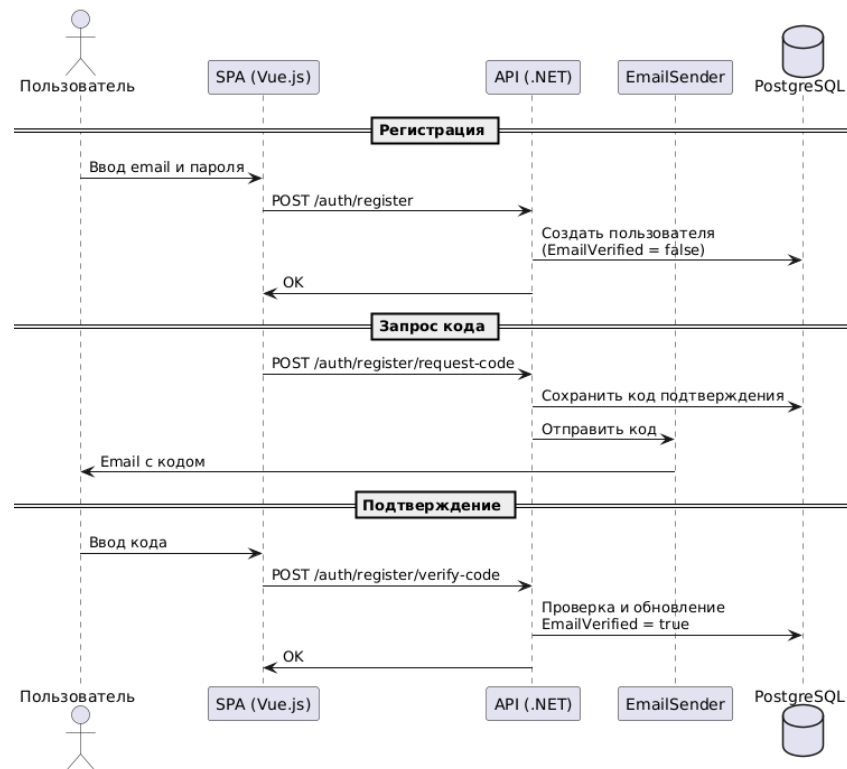 Пользователь
SPA (Vue.js)
API (.NET)
EmailSender
PostgreSQL
Регистрация
Ввод email и пароля
POST /auth/register
Создать пользователя
(EmailVerified = false)
OK
Запрос кода
POST /auth/register/request-code
Сохранить код подтверждения
Отправить код
Email с кодом
Подтверждение
Ввод кода
POST /auth/register/verify-code
Проверка и обновление
EmailVerified = true
OK
Пользователь
SPA (Vue.js)
API (.NET)
EmailSender
PostgreSQL